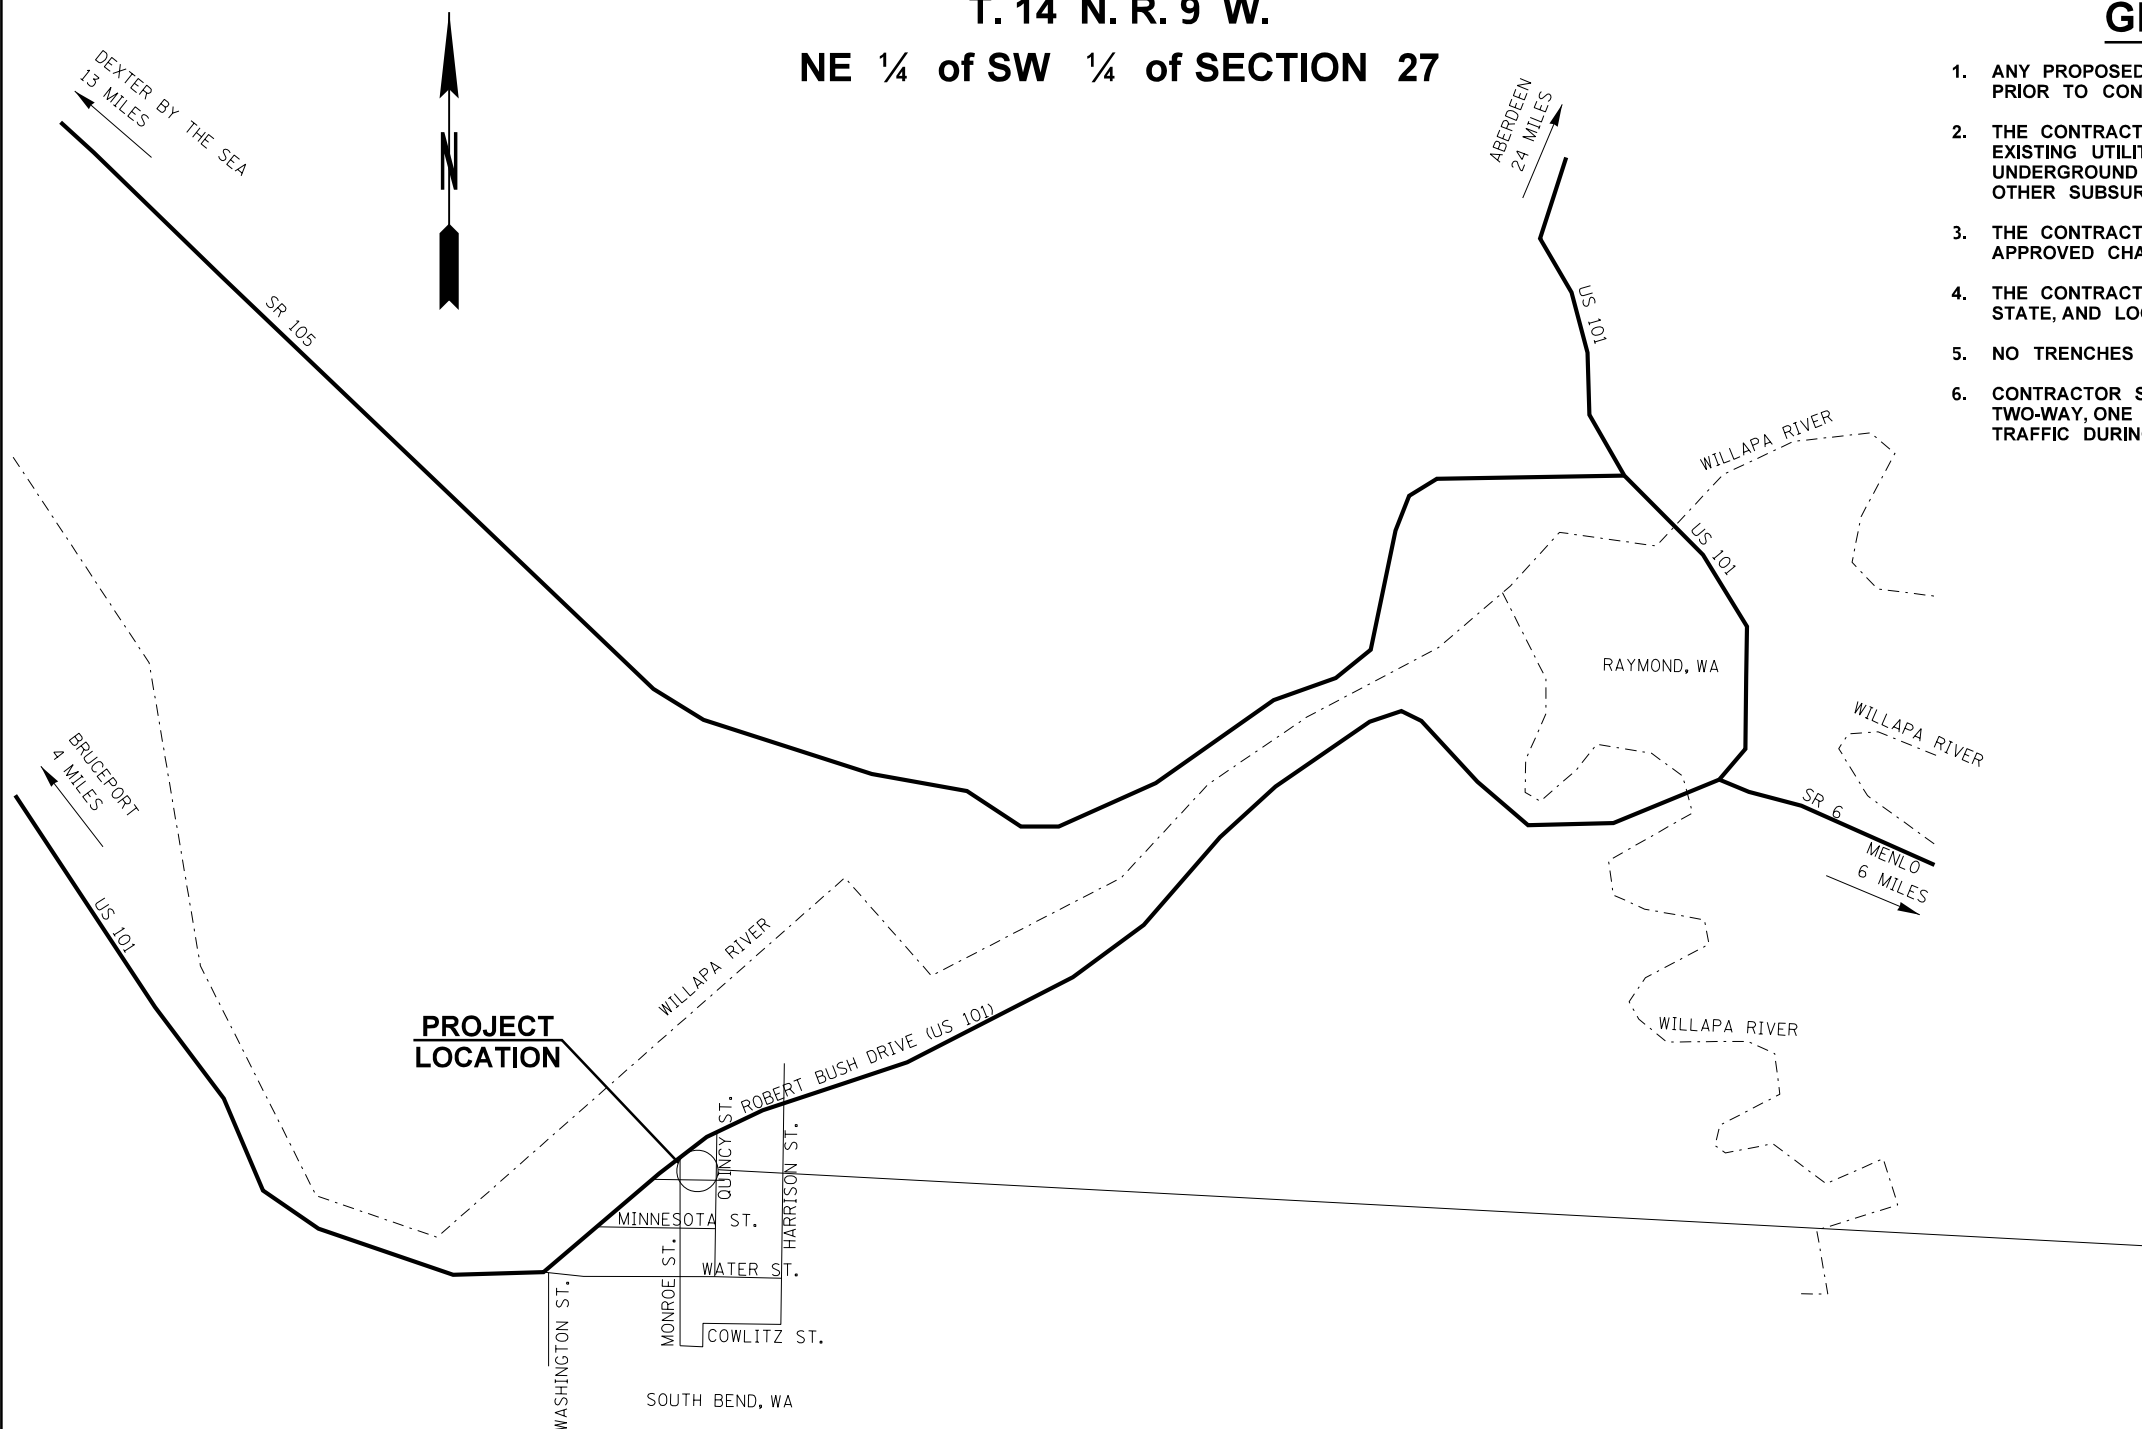 T. 14 N. R. 9 W.
NE ¼ of SW ¼ of SECTION 27
DEXTER BY THE SEA
13 MILES
N
ABERDEEN
24 MILES
1. ANY PROPOSED
PRIOR TO CON
2. THE CONTRACT
EXISTING UTILIT
UNDERGROUND
OTHER SUBSUR
3. THE CONTRACT
APPROVED CHA
4. THE CONTRACT
STATE, AND LO
5. NO TRENCHES
6. CONTRACTOR S
TWO-WAY, ONE
TRAFFIC DURIN
SR 105
US 101
WILLAPA RIVER
US 101
RAYMOND, WA
WILLAPA RIVER
BRUCEPORT
4 MILES
SR 6
MENLO
6 MILES
US 101
WILLAPA RIVER
PROJECT
LOCATION
ROBERT BUSH DRIVE (US 101)
WILLAPA RIVER
QUINCY ST.
HARRISON ST.
MINNESOTA ST.
MONROE ST.
WATER ST.
WASHINGTON ST.
COWLITZ ST.
SOUTH BEND, WA